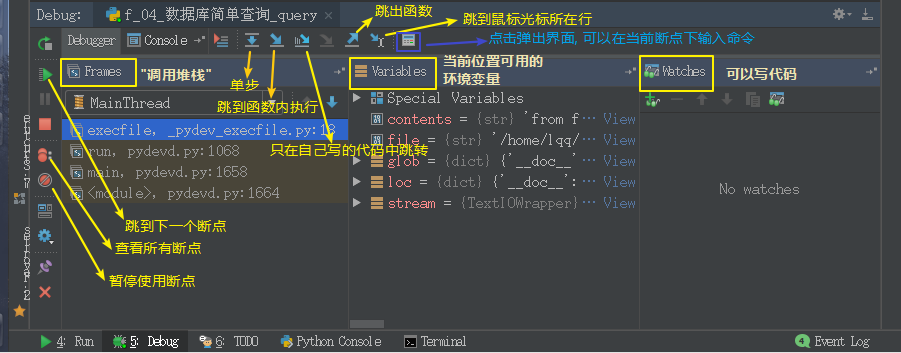 Debug: f_04_数据库简单查询_query
跳出函数
跳到鼠标光标所在行
Debugger Console
点击弹出界面, 可以在当前断点下输入命令
Frames "调用堆栈"
单步
Variables
当前位置可用的
环境变量
Watches 可以写代码
MainThread
跳到函数内执行
Special Variables
execfile, _pydev_execfile.py:18
contents = {str} 'from f… View
run, pydevd.py:1068
只在自己写的代码中跳转
file = {str} '/home/lqq/… View
main, pydevd.py:1658
glob = {dict} {'__doc__'… View
<module>, pydevd.py:1664
loc = {dict} {'__doc__':… View
stream = {TextIOWrapper}… View
No watches
跳到下一个断点
查看所有断点
暂停使用断点
4: Run 5: Debug 6: TODO Python Console Terminal 4 Event Log